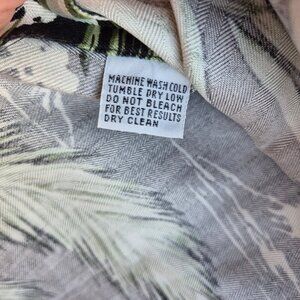 MACHINE WASH COLD
TUMBLE DRY LOW
DO NOT BLEACH
FOR BEST RESULTS
DRY CLEAN